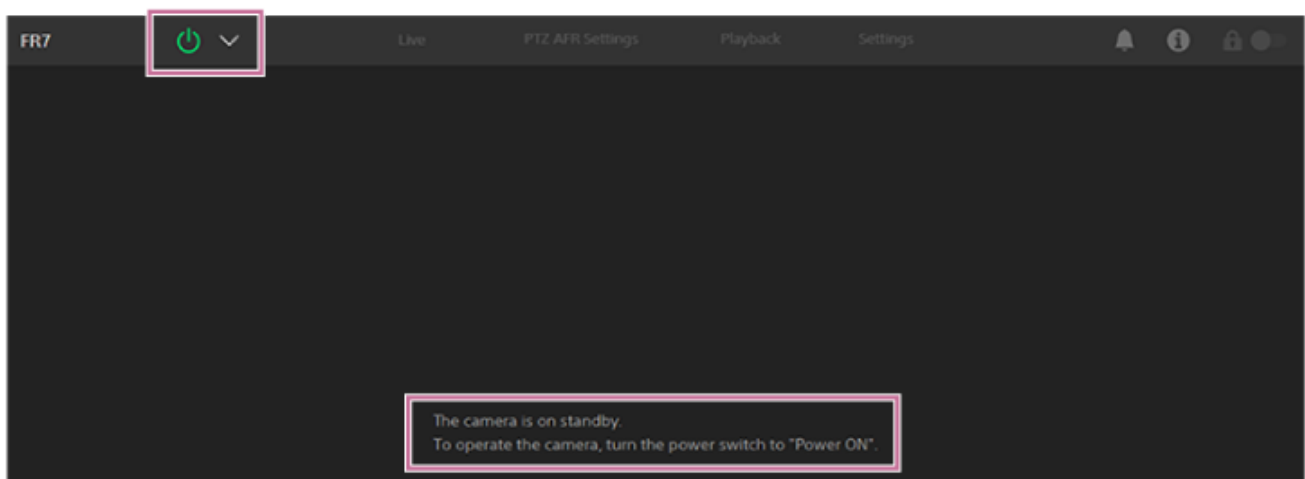 FR7 Live PTZ AFR Settings Playback Settings
The camera is on standby.
To operate the camera, turn the power switch to "Power ON".